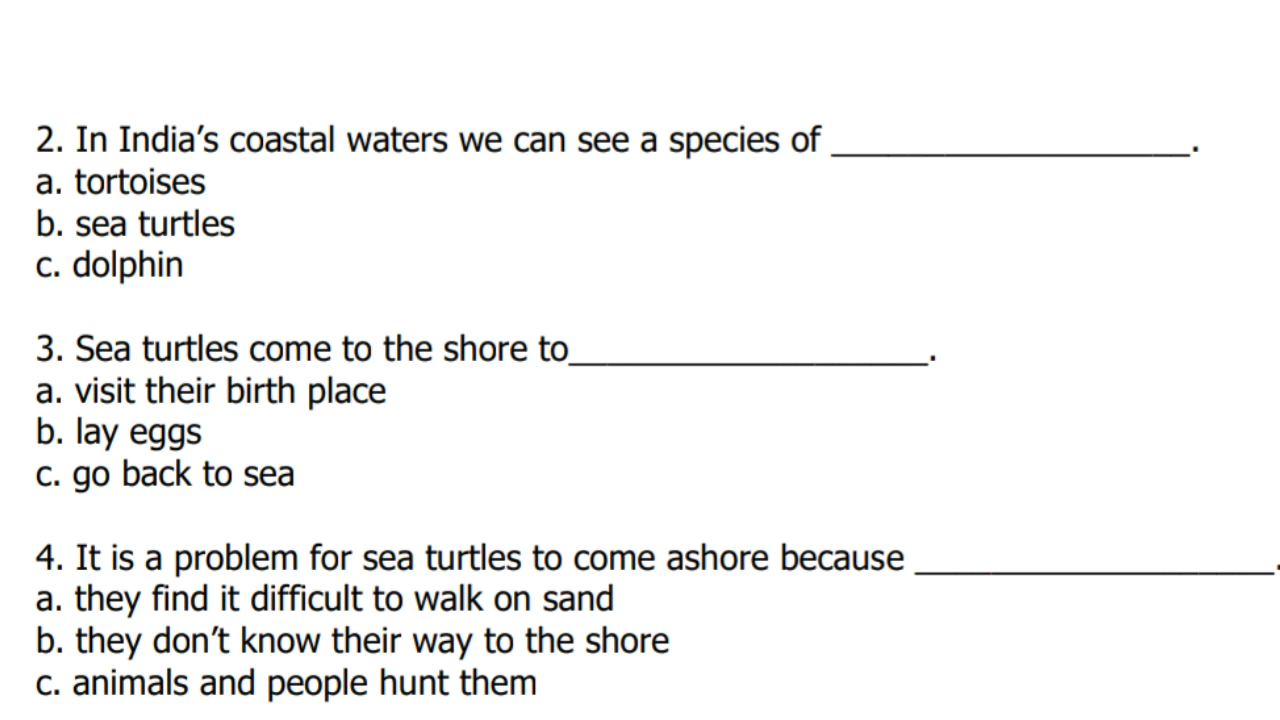 2. In India’s coastal waters we can see a species of ___________________.
a. tortoises
b. sea turtles
c. dolphin
3. Sea turtles come to the shore to___________________.
a. visit their birth place
b. lay eggs
c. go back to sea
4. It is a problem for sea turtles to come ashore because ___________________.
a. they find it difficult to walk on sand
b. they don’t know their way to the shore
c. animals and people hunt them